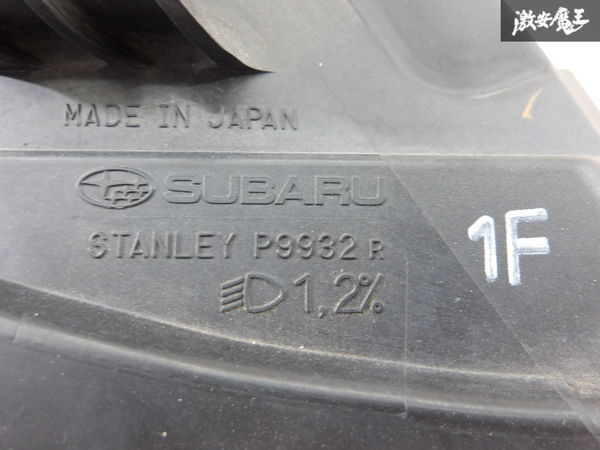 激安魔王
MADE IN JAPAN
SUBARU
STANLEY P9932 R
1,2%
1F